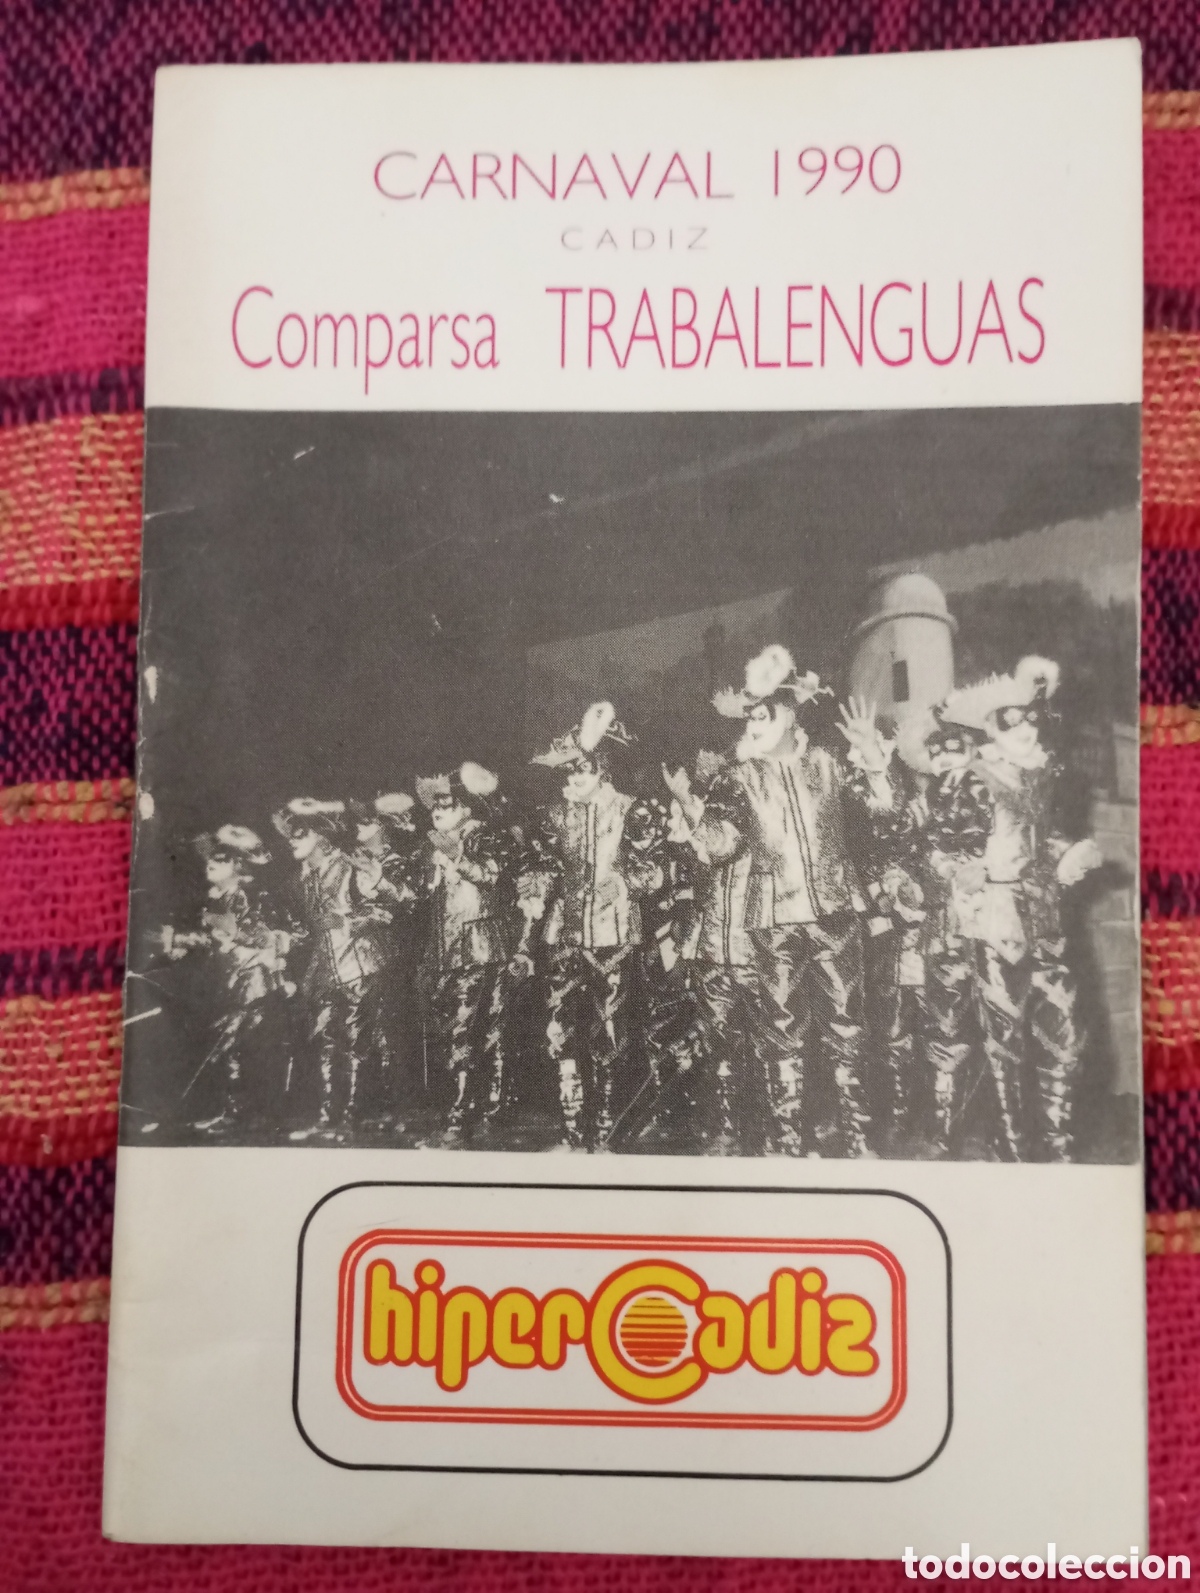 CARNAVAL 1990
CADIZ
Comparsa TRABALENGUAS
hiperCadiz
todocoleccion